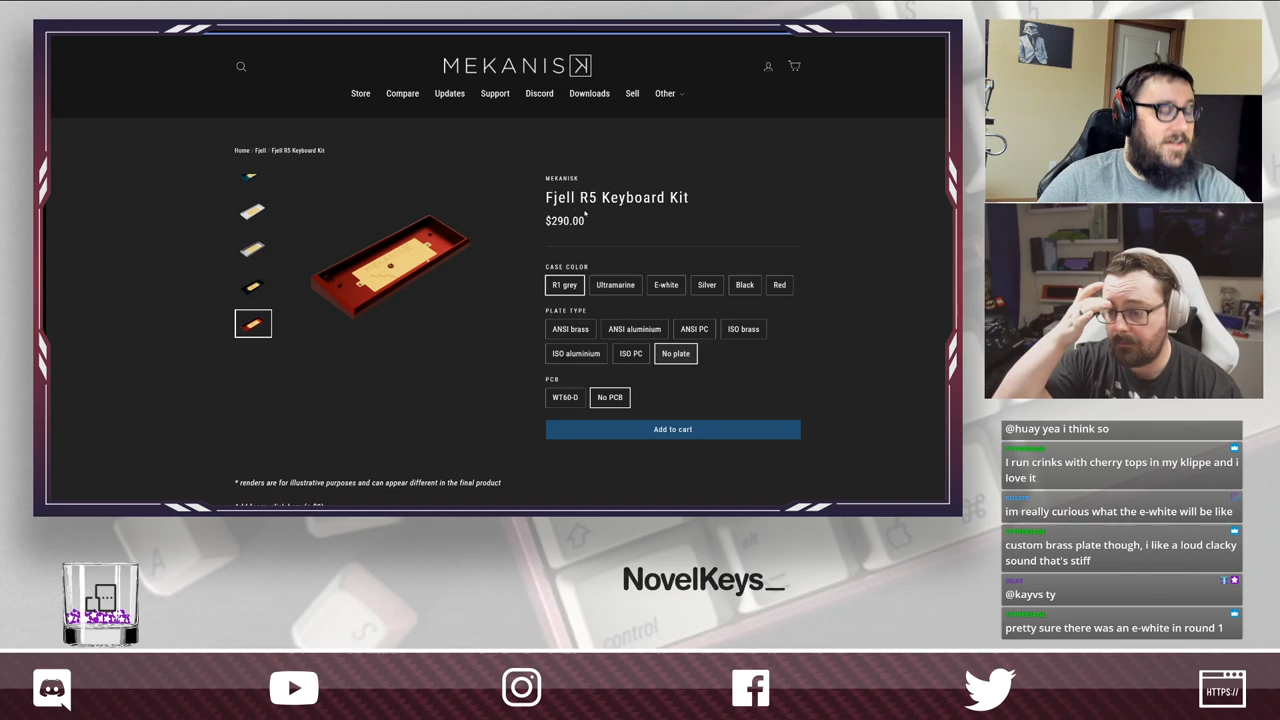 MEKANISK
Store Compare Updates Support Discord Downloads Sell Other
Home / Fjell / Fjell R5 Keyboard Kit
MEKANISK
Fjell R5 Keyboard Kit
$290.00
CASE COLOR
R1 grey Ultramarine E-white Silver Black Red
PLATE TYPE
ANSI brass ANSI aluminium ANSI PC ISO brass
ISO aluminium ISO PC No plate
PCB
WT60-D No PCB
Add to cart
* renders are for illustrative purposes and can appear different in the final product
@huay yea i think so
I run crinks with cherry tops in my klippe and i
love it
im really curious what the e-white will be like
custom brass plate though, i like a loud clacky
sound that's stiff
HUAY
@kayvs ty
pretty sure there was an e-white in round 1
NovelKeys_
A
alt
control
HTTPS://